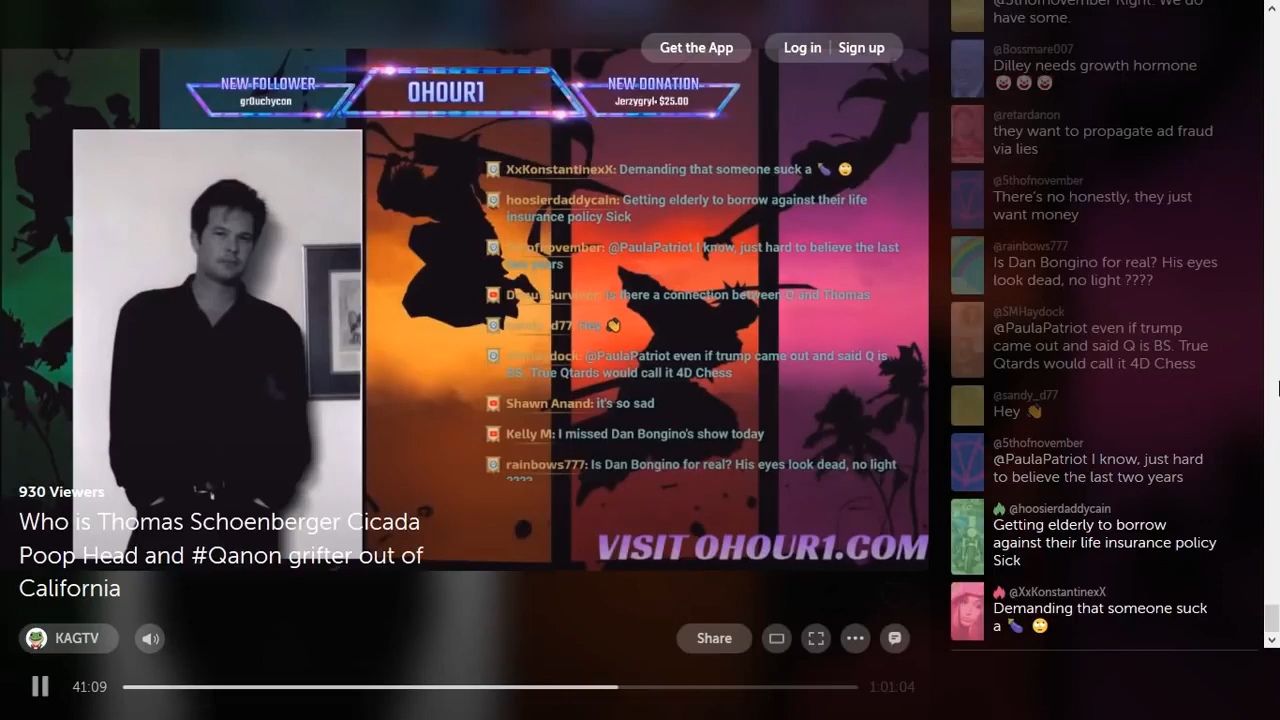 Get the App
Log in | Sign up
NEW FOLLOWER
gr0uchycon
OHOUR1
NEW DONATION
Jerzygryl• $25.00
XxKonstantinexX: Demanding that someone suck a 🍆 🙄
hoosierdaddycain: Getting elderly to borrow against their life
insurance policy Sick
@PaulaPatriot I know, just hard to believe the last
years
Is there a connection between Q and Thomas
Hey 👏
@PaulaPatriot even if trump came out and said Q is
BS. True Qtards would call it 4D Chess
Shawn Anand: it's so sad
Kelly M: I missed Dan Bongino's show today
rainbows777: Is Dan Bongino for real? His eyes look dead, no light
????
VISIT OHOUR1.COM
930 Viewers
Who is Thomas Schoenberger Cicada
Poop Head and #Qanon grifter out of
California
KAGTV
Share
41:09
1:01:04
@5thofnovember Right. We do
have some.
@Bossmare007
Dilley needs growth hormone
🤡 🤡 🤡
@retardanon
they want to propagate ad fraud
via lies
@5thofnovember
There's no honestly, they just
want money
@rainbows777
Is Dan Bongino for real? His eyes
look dead, no light ????
@SMHaydock
@PaulaPatriot even if trump
came out and said Q is BS. True
Qtards would call it 4D Chess
@sandy_d77
Hey 👏
@5thofnovember
@PaulaPatriot I know, just hard
to believe the last two years
@hoosierdaddycain
Getting elderly to borrow
against their life insurance policy
Sick
@XxKonstantinexX
Demanding that someone suck
a 🍆 🙄